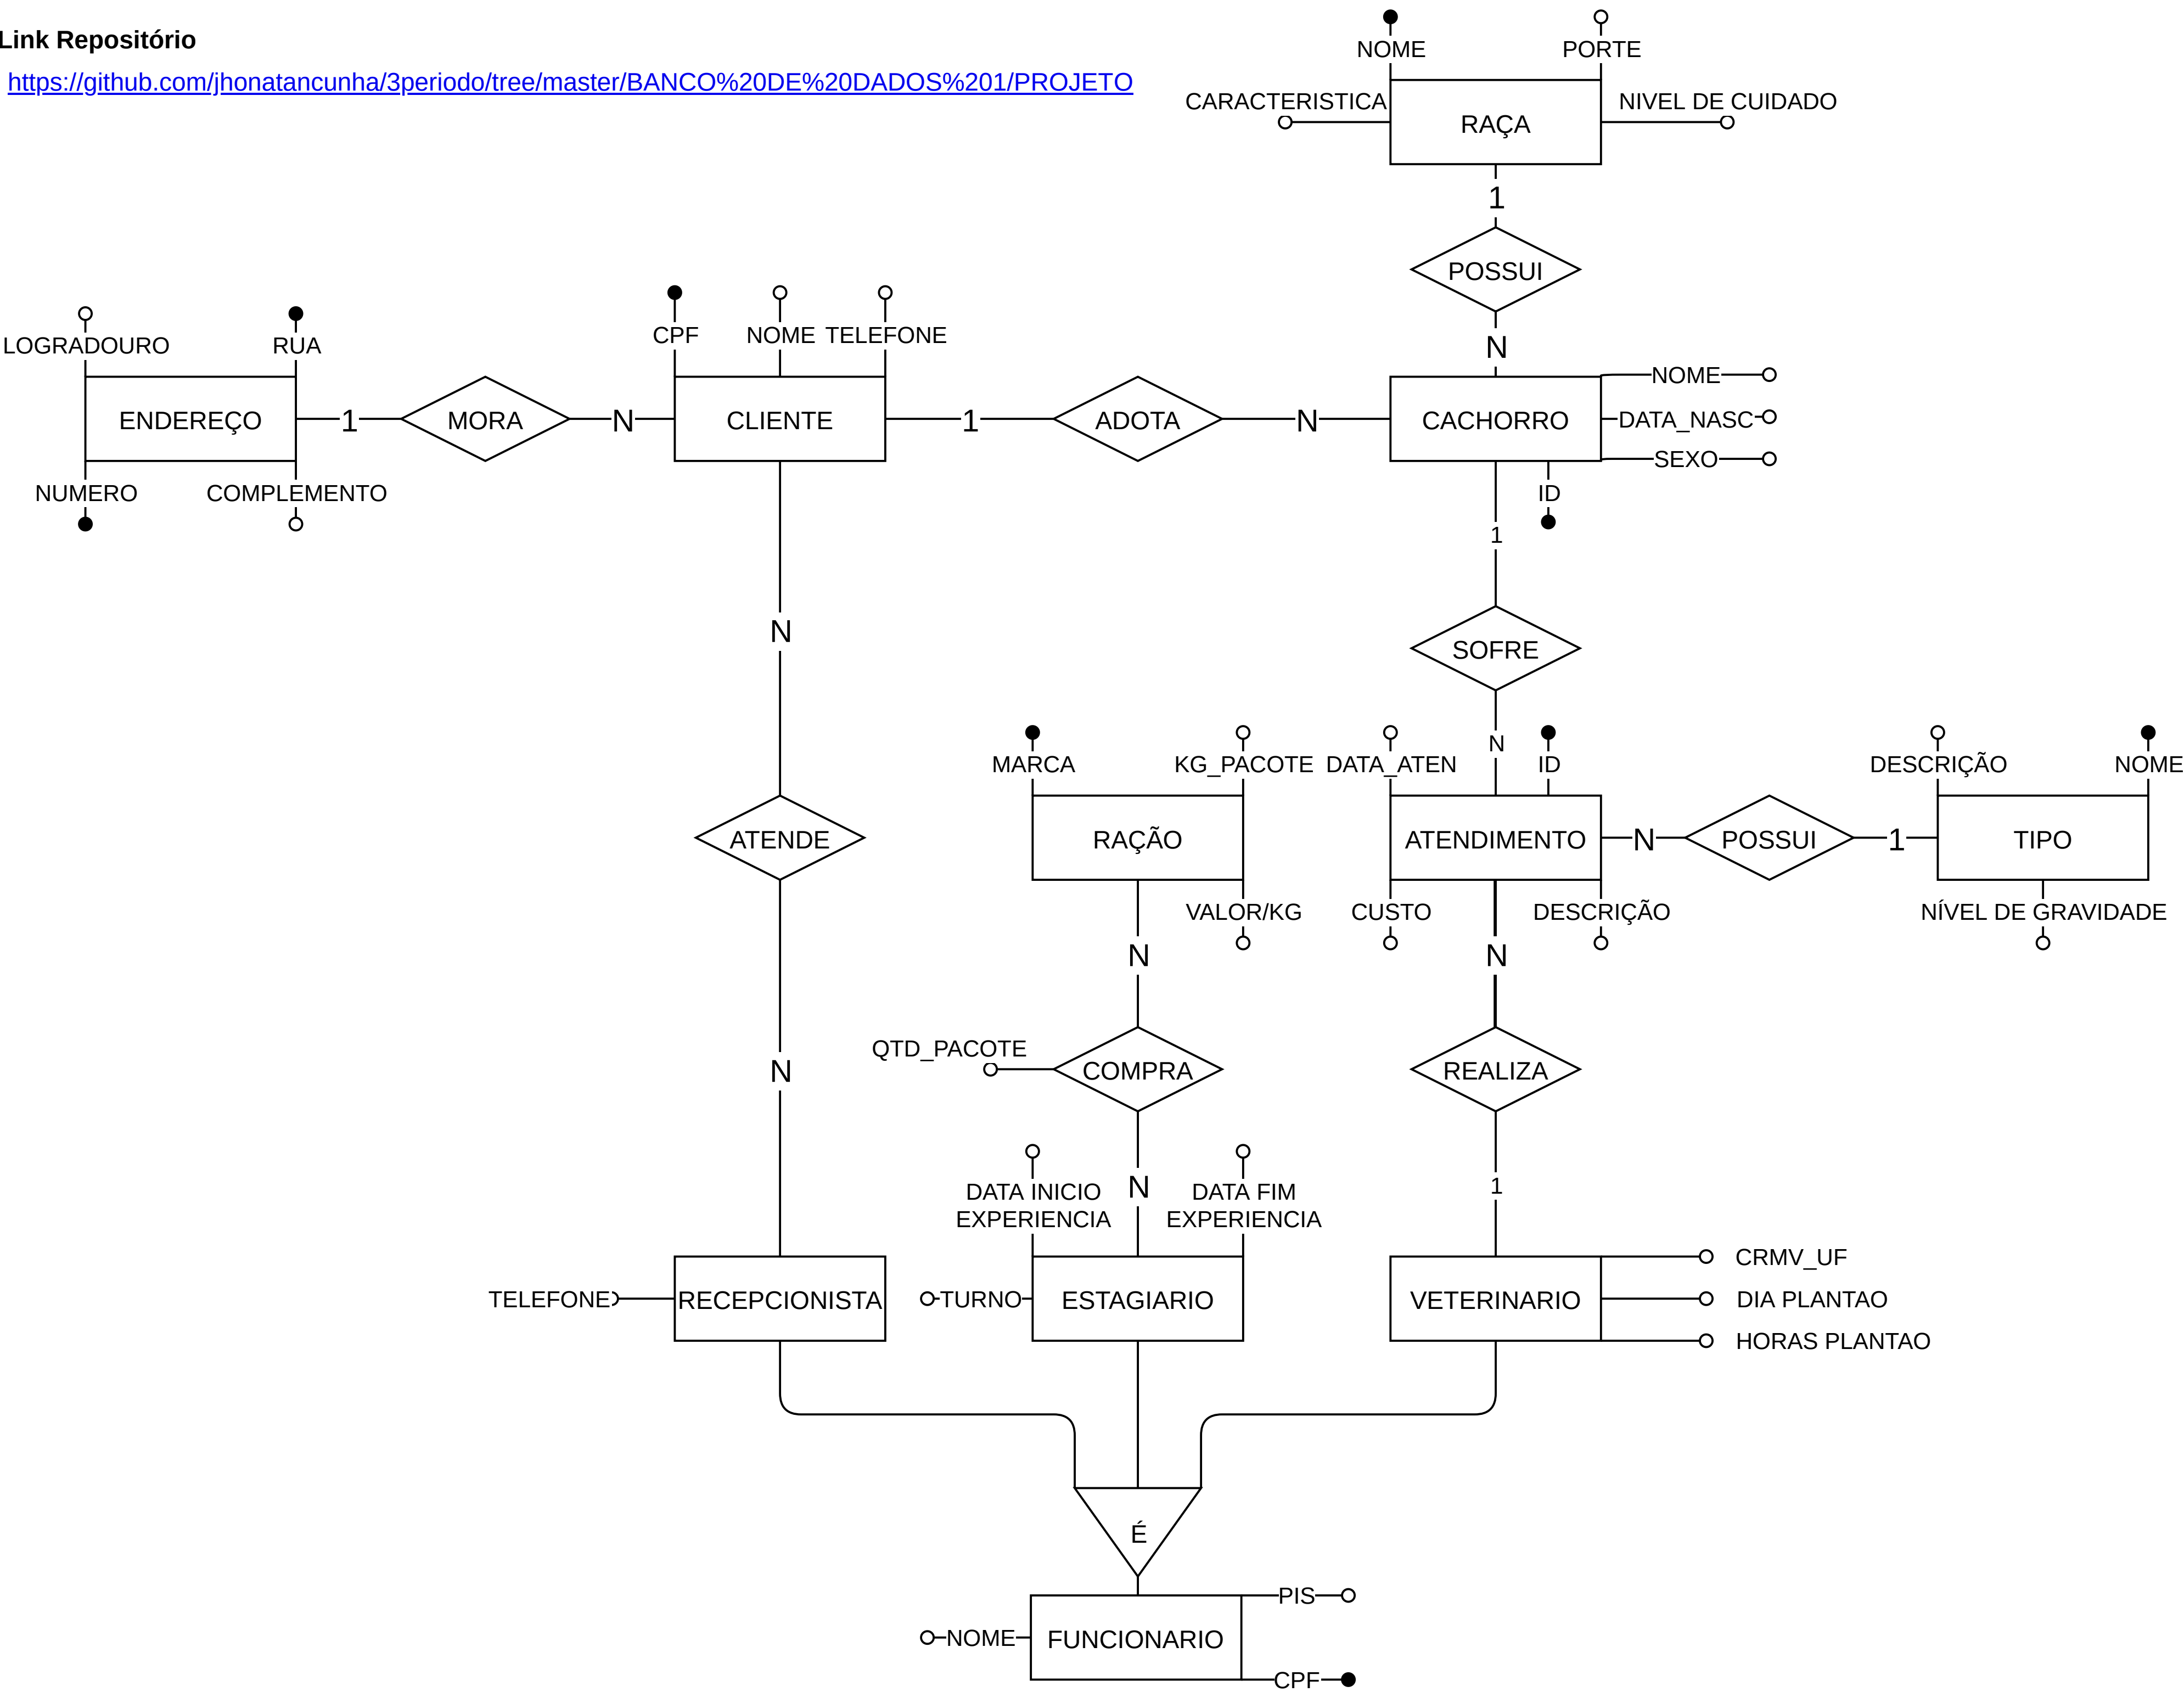 Link Repositório
https://github.com/jhonatancunha/3periodo/tree/master/BANCO%20DE%20DADOS%201/PROJETO
NOME
PORTE
CARACTERISTICA
NIVEL DE CUIDADO
RAÇA
1
POSSUI
N
LOGRADOURO
RUA
CPF
NOME
TELEFONE
NOME
ENDEREÇO
1
MORA
N
CLIENTE
1
ADOTA
N
CACHORRO
DATA_NASC
SEXO
NUMERO
COMPLEMENTO
ID
1
N
SOFRE
N
MARCA
KG_PACOTE
DATA_ATEN
ID
DESCRIÇÃO
NOME
ATENDE
RAÇÃO
ATENDIMENTO
N
POSSUI
1
TIPO
VALOR/KG
CUSTO
DESCRIÇÃO
NÍVEL DE GRAVIDADE
N
N
QTD_PACOTE
N
COMPRA
REALIZA
N
1
DATA INICIO
EXPERIENCIA
DATA FIM
EXPERIENCIA
CRMV_UF
TELEFONE
RECEPCIONISTA
TURNO
ESTAGIARIO
VETERINARIO
DIA PLANTAO
HORAS PLANTAO
É
PIS
NOME
FUNCIONARIO
CPF